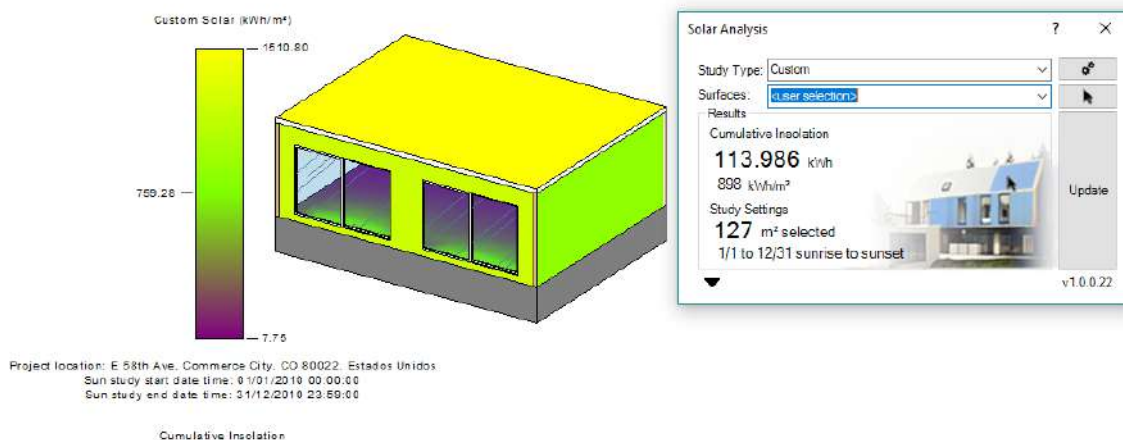 Custom Solar (kWh/m²)
1510.80
759.28
7.75
Project location: E 58th Ave, Commerce City, CO 80022, Estados Unidos
Sun study start date time: 01/01/2010 00:00:00
Sun study end date time: 31/12/2010 23:59:00
Cumulative Insolation
Solar Analysis
? X
Study Type: Custom
Surfaces: <user selection>
Results
Cumulative Insolation
113.986 kWh
898 kWh/m²
Study Settings
127 m² selected
1/1 to 12/31 sunrise to sunset
Update
v1.0.0.22